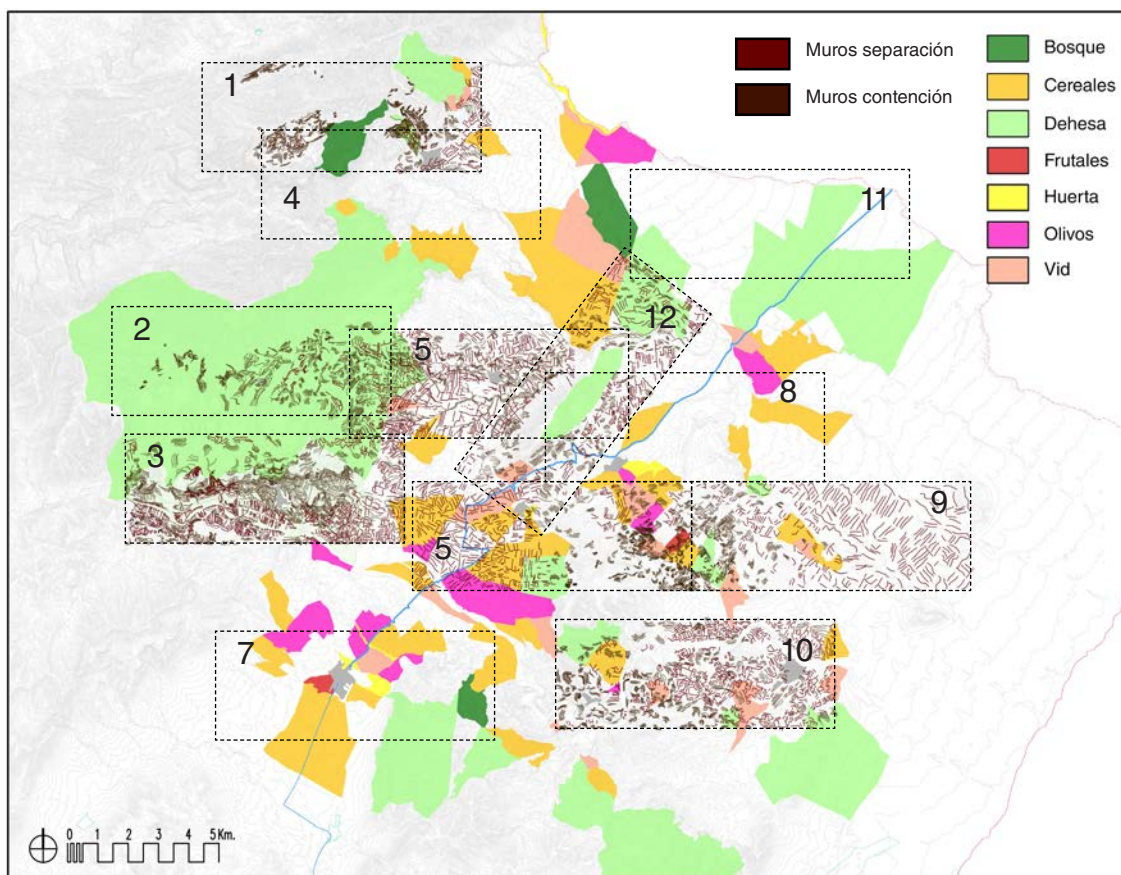 Muros separación
Muros contención
Bosque
Cereales
Dehesa
Frutales
Huerta
Olivos
Vid
1
4
11
2
5
12
8
3
9
5
7
10
0 1 2 3 4 5 Km.